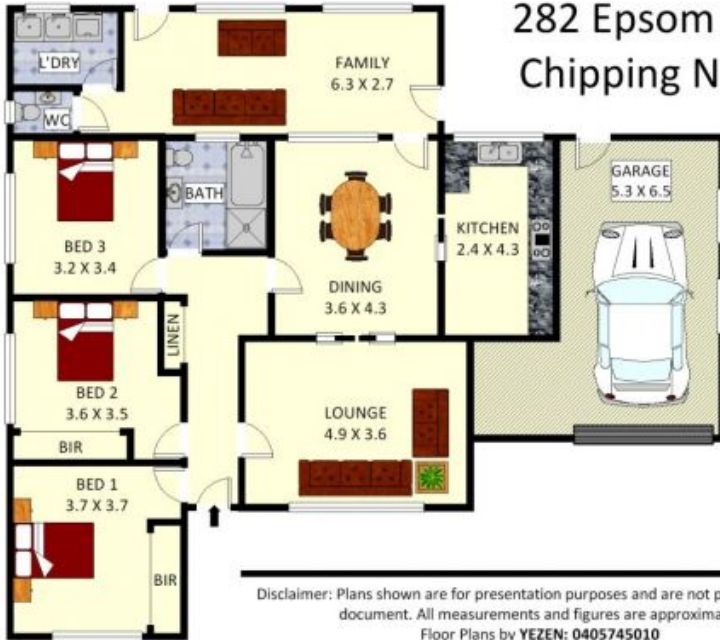 282 Epsom
Chipping N
L'DRY
FAMILY
6.3 X 2.7
WC
GARAGE
5.3 X 6.5
BATH
BED 3
3.2 X 3.4
KITCHEN
2.4 X 4.3
DINING
3.6 X 4.3
LINEN
BED 2
3.6 X 3.5
LOUNGE
4.9 X 3.6
BIR
BED 1
3.7 X 3.7
BIR
Disclaimer: Plans shown are for presentation purposes and are not p
document. All measurements and figures are approxima
Floor Plans by YEZEN: 0405745010